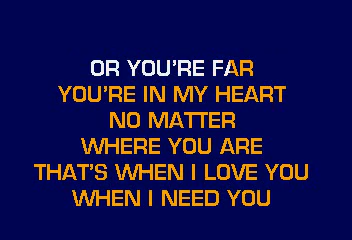 OR YOU'RE FAR
YOU'RE IN MY HEART
NO MATTER
WHERE YOU ARE
THAT'S WHEN I LOVE YOU
WHEN I NEED YOU